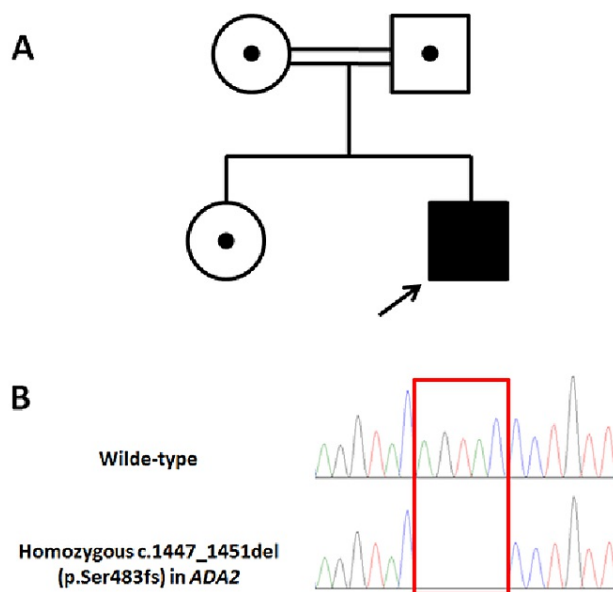 A
B
Wilde-type
Homozygous c.1447_1451del
(p.Ser483fs) in ADA2